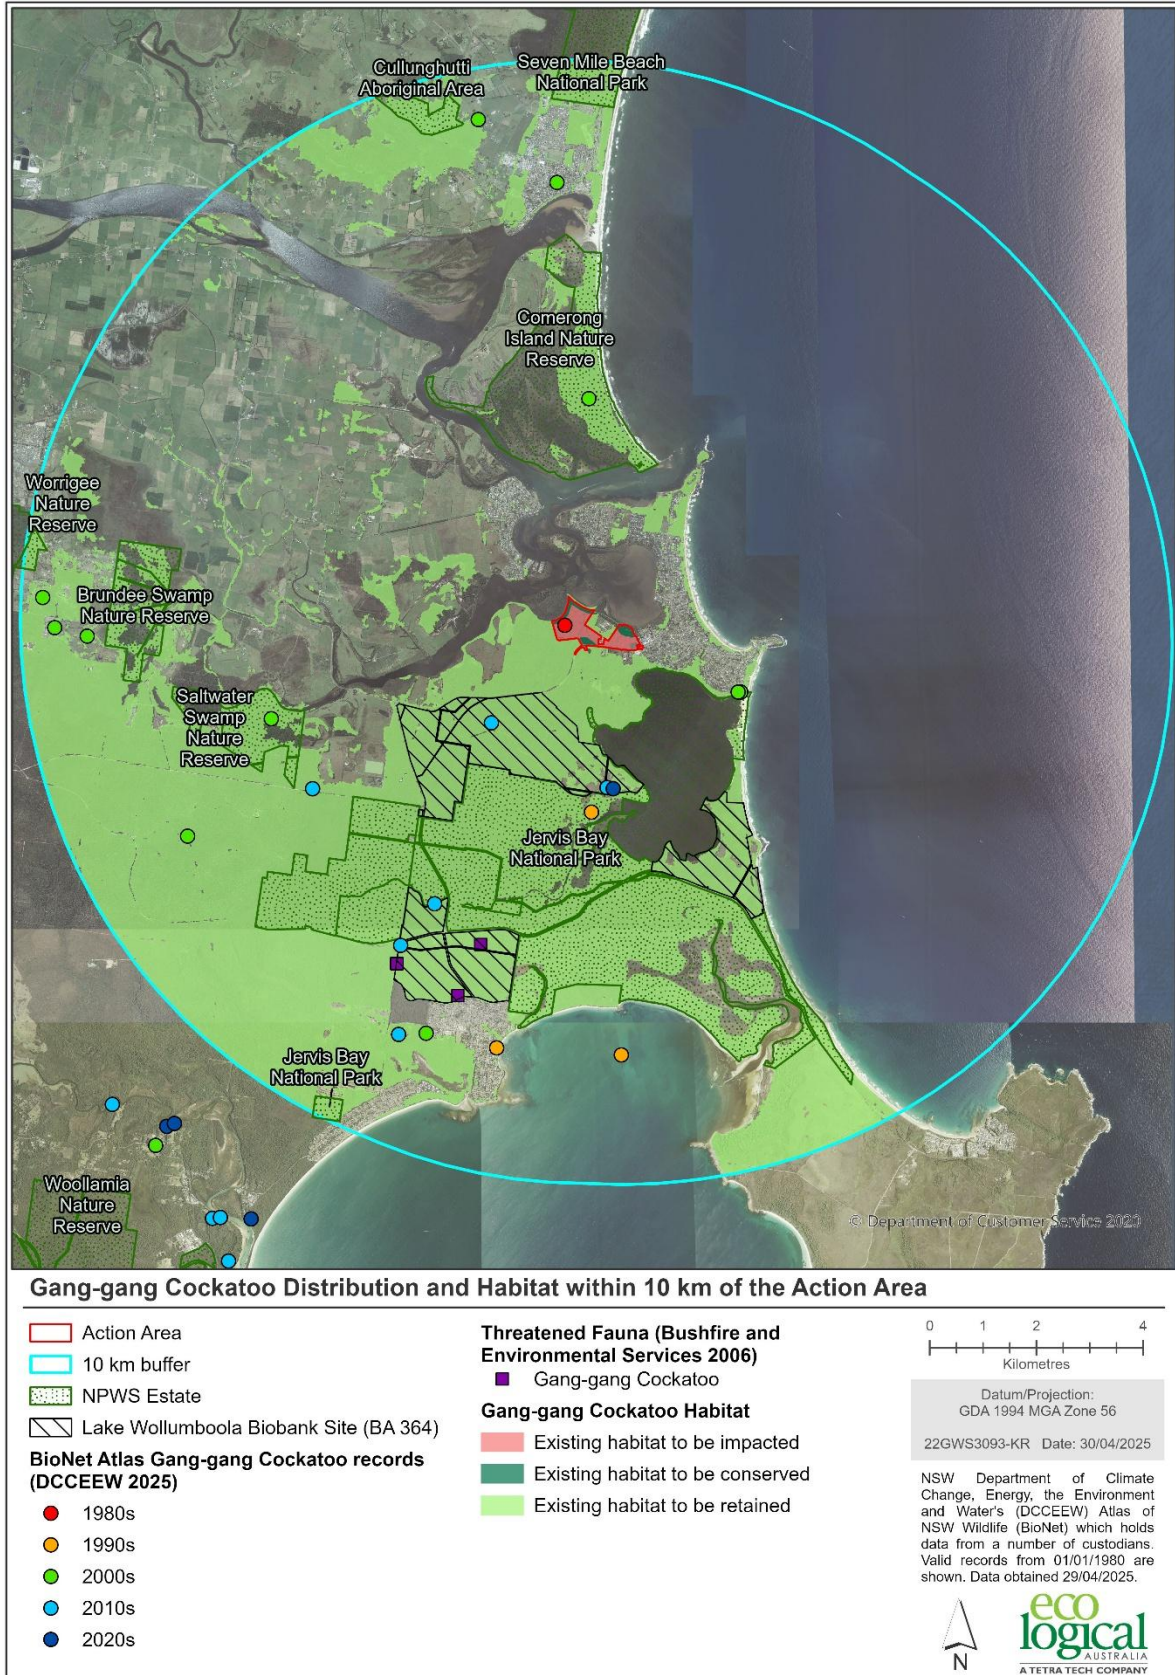 Cullunghutti
Aboriginal Area
Seven Mile Beach
National Park
Comerong
Island Nature
Reserve
Worrigee
Nature
Reserve
Brundee Swamp
Nature Reserve
Saltwater
Swamp
Nature
Reserve
Jervis Bay
National Park
Jervis Bay
National Park
Woollamia
Nature
Reserve
© Department of Customer Service 2020
Gang-gang Cockatoo Distribution and Habitat within 10 km of the Action Area
Action Area
10 km buffer
NPWS Estate
Lake Wollumboola Biobank Site (BA 364)
BioNet Atlas Gang-gang Cockatoo records
(DCCEEW 2025)
1980s
1990s
2000s
2010s
2020s
Threatened Fauna (Bushfire and
Environmental Services 2006)
Gang-gang Cockatoo
Gang-gang Cockatoo Habitat
Existing habitat to be impacted
Existing habitat to be conserved
Existing habitat to be retained
0 1 2 4
Kilometres
Datum/Projection:
GDA 1994 MGA Zone 56
22GWS3093-KR Date: 30/04/2025
NSW Department of Climate
Change, Energy, the Environment
and Water's (DCCEEW) Atlas of
NSW Wildlife (BioNet) which holds
data from a number of custodians.
Valid records from 01/01/1980 are
shown. Data obtained 29/04/2025.
N
eco
logical
AUSTRALIA
A TETRA TECH COMPANY